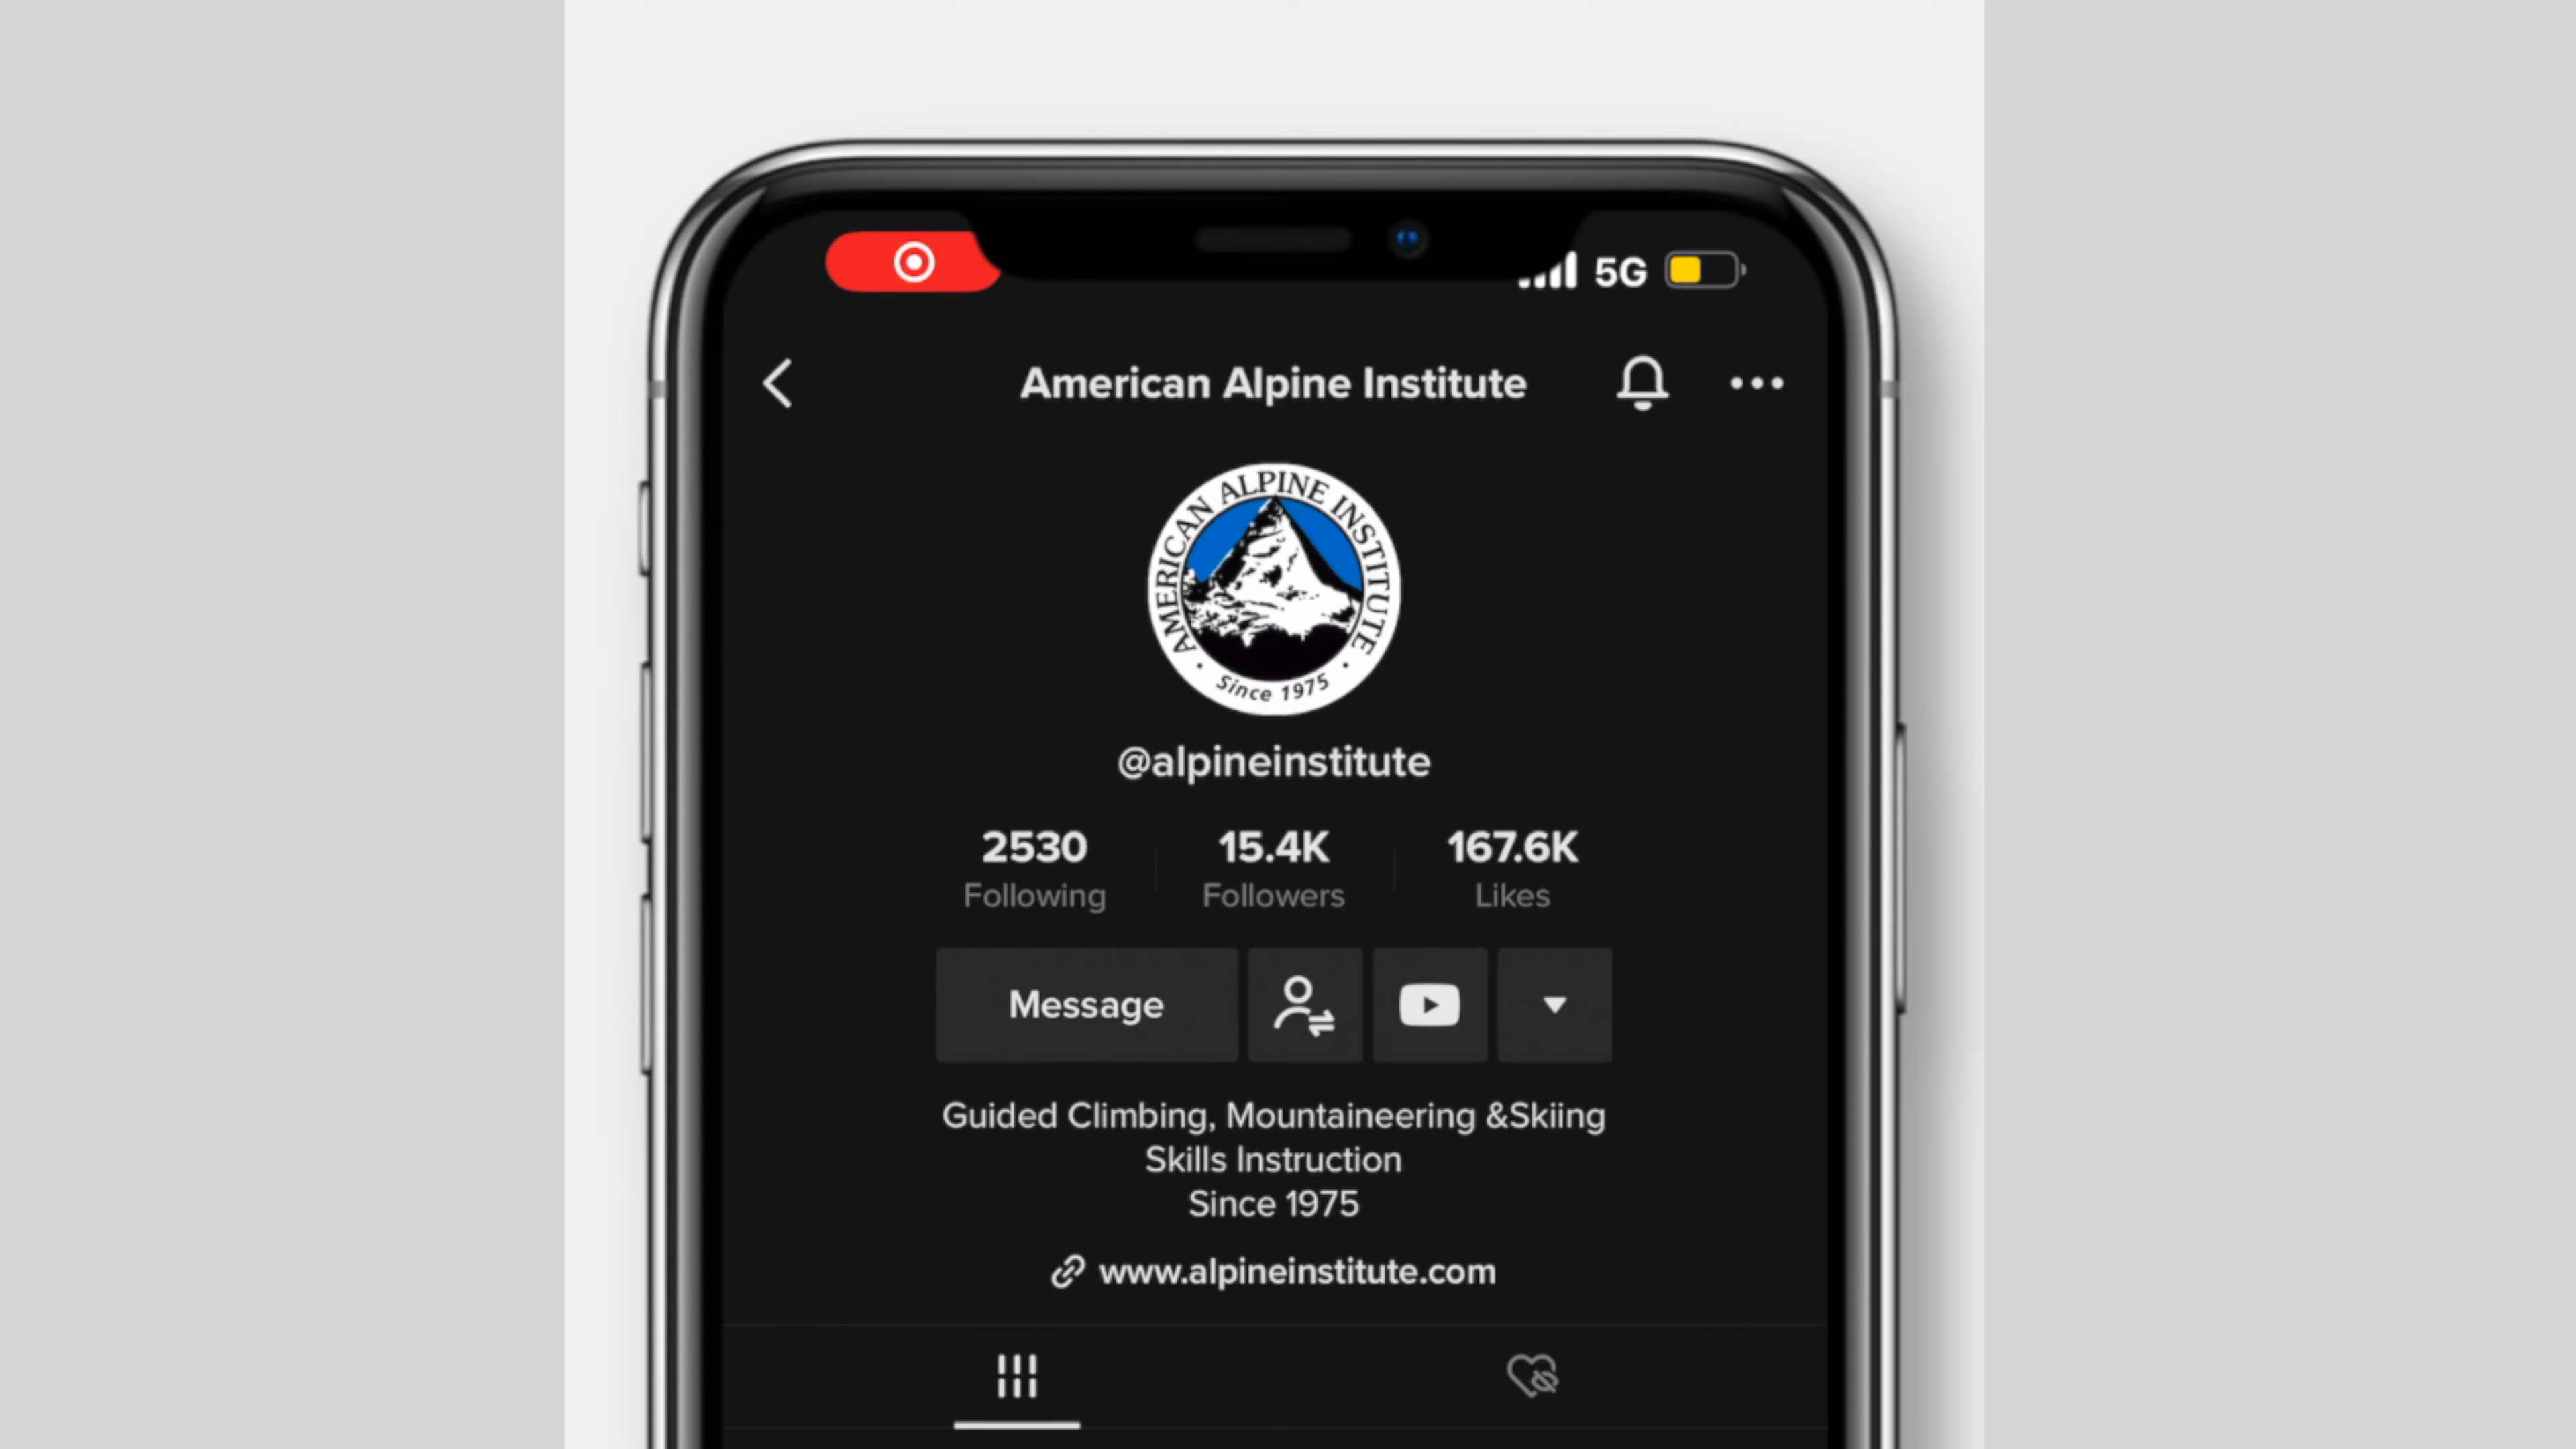 5G
American Alpine Institute
AMERICAN ALPINE INSTITUTE
Since 1975
@alpineinstitute
2530 15.4K 167.6K
Following Followers Likes
Message
Guided Climbing, Mountaineering &Skiing
Skills Instruction
Since 1975
www.alpineinstitute.com